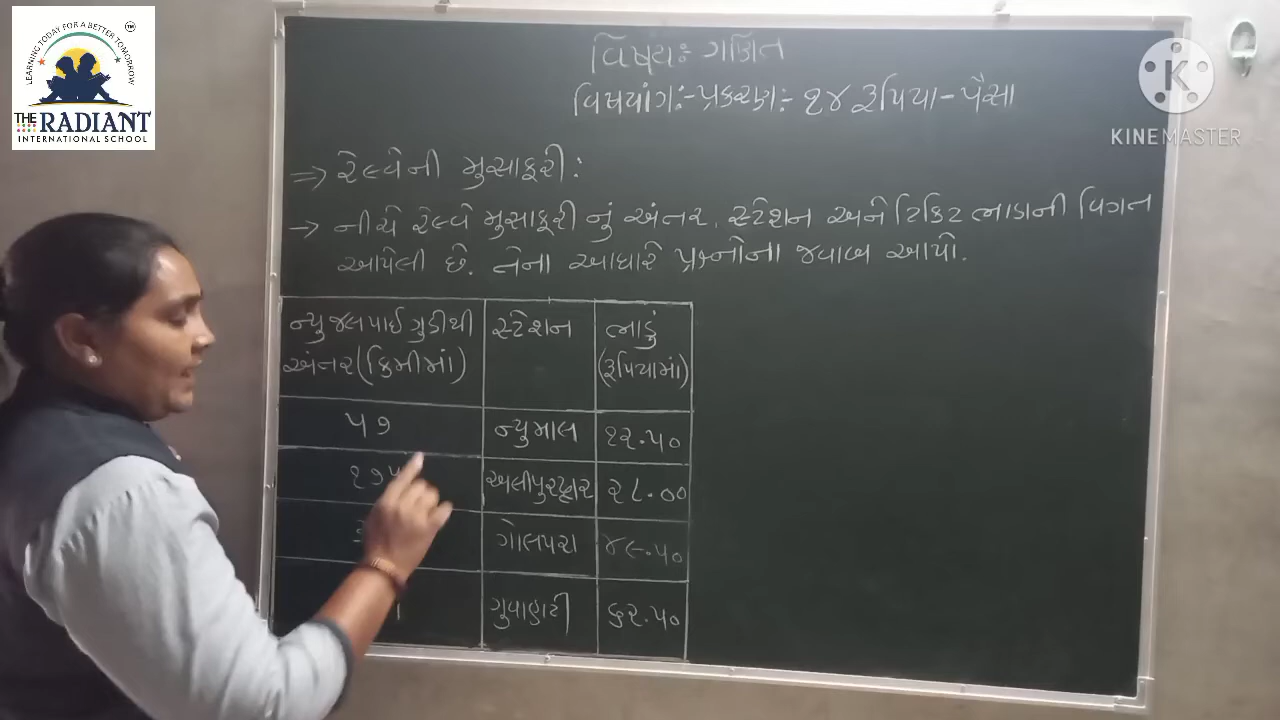 LEARNING TODAY FOR A BETTER TOMORROW
TM
THE RADIANT
INTERNATIONAL SCHOOL
K
KINEMASTER
વિષય:- ગણિત
વિષયાંગ:- પ્રકરણ:- ૧૪ રૂપિયા - પૈસા
⇒ રેલ્વેની મુસાફરી:
→ નીચે રેલ્વે મુસાફરી નું અંતર, સ્ટેશન અને ટિકિટ ભાડાની વિગત
આપેલી છે. તેના આધારે પ્રશ્નોના જવાબ આપો.
ન્યુ જલપાઈ ગુડીથી અંતર (કિમીમાં) સ્ટેશન ભાડું (રૂપિયામાં)
૫૭ ન્યુમાલ ૧૨.૫૦
૧૭૫ અલીપુરદ્વાર ૨૮.૦૦
ગોલપરા ૪૯.૫૦
ગુવાહાટી ૬૨.૫૦